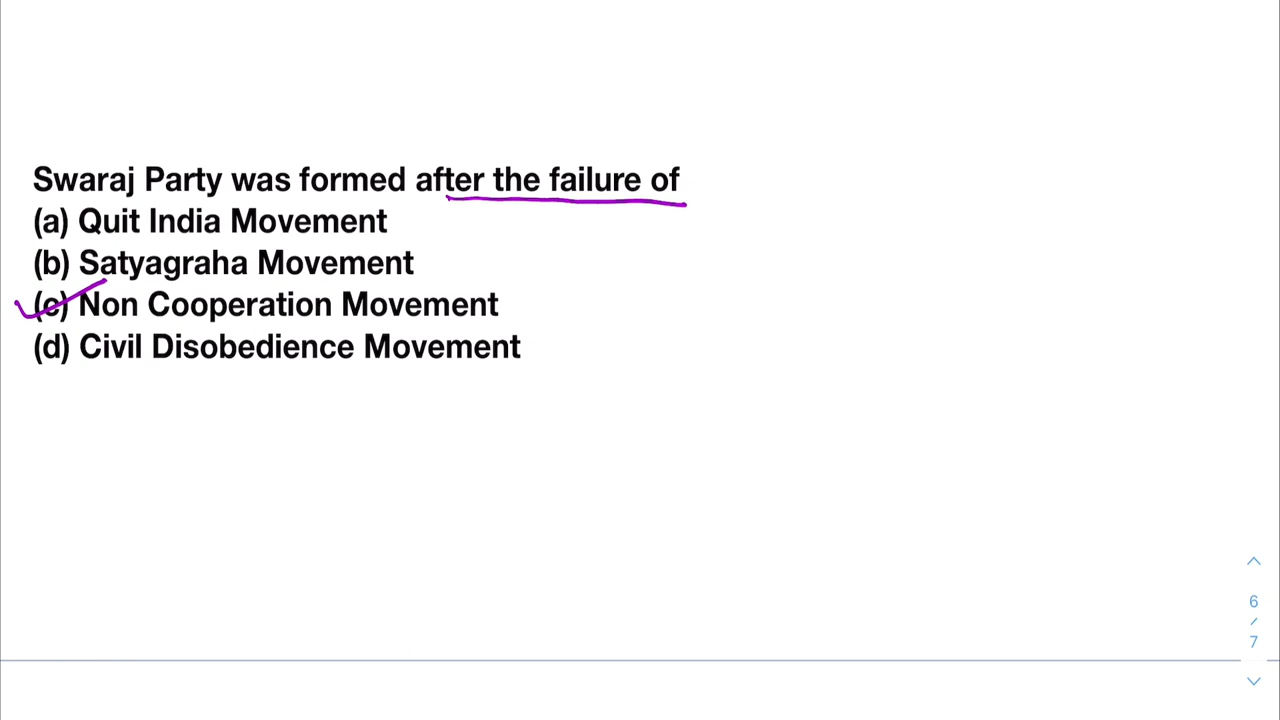 Swaraj Party was formed after the failure of
(a) Quit India Movement
(b) Satyagraha Movement
(c) Non Cooperation Movement
(d) Civil Disobedience Movement
6
/
7